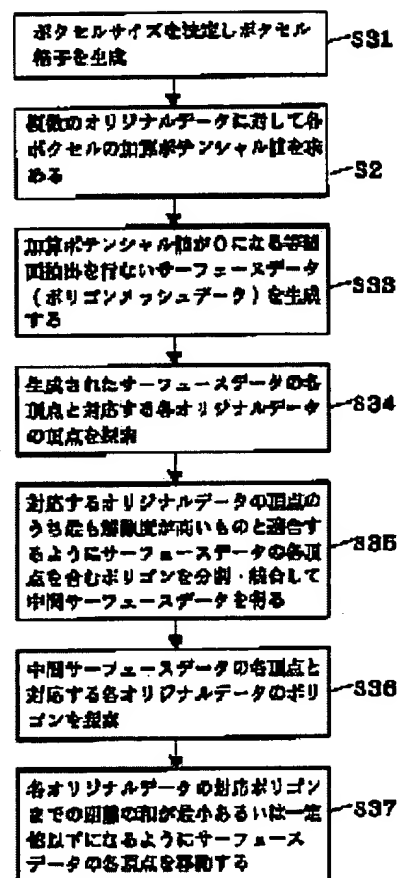 ボクセルサイズを決定しボクセル
格子を生成
S31
複数のオリジナルデータに対して各
ボクセルの加算ポテンシャル値を求
める
S2
加算ポテンシャル値が0になる等値
面抽出を行ないサーフェースデータ
(ポリゴンメッシュデータ)を生成
する
S33
生成されたサーフェースデータの各
頂点と対応する各オリジナルデータ
の頂点を探索
S34
対応するオリジナルデータの頂点の
うち最も解像度が高いものと適合す
るようにサーフェースデータの各頂
点を含むポリゴンを分割・統合して
中間サーフェースデータを得る
S35
中間サーフェースデータの各頂点と
対応する各オリジナルデータのポリ
ゴンを探索
S36
各オリジナルデータの対応ポリゴン
までの距離の和が最小あるいは一定
値以下になるようにサーフェース
データの各頂点を移動する
S37